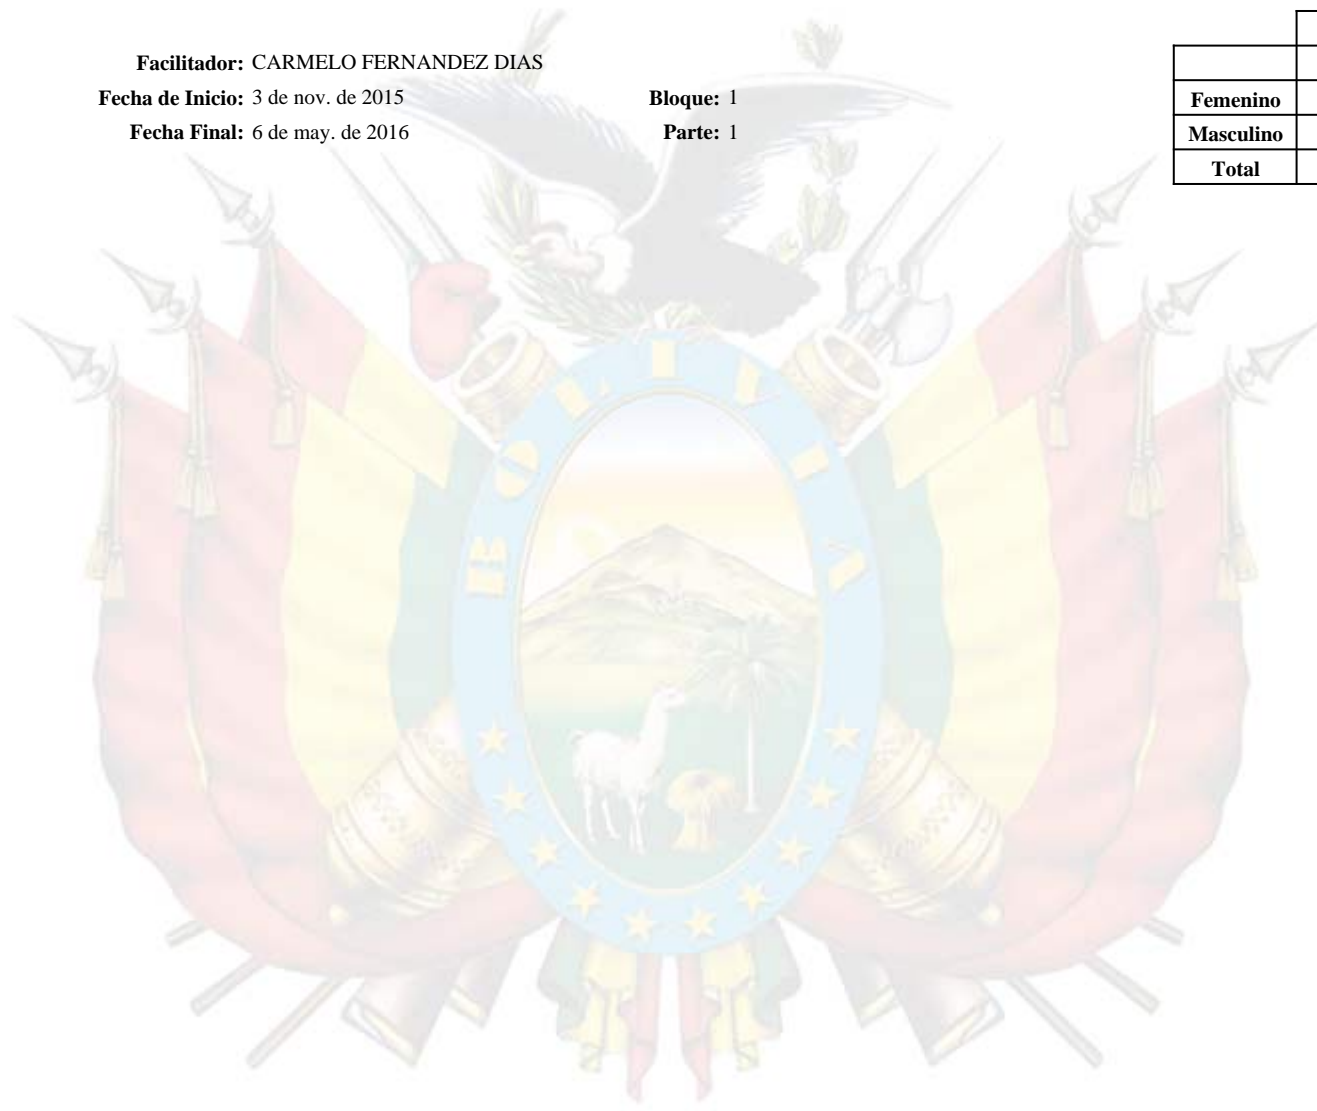 Facilitador: CARMELO FERNANDEZ DIAS
Fecha de Inicio: 3 de nov. de 2015 Bloque: 1
Fecha Final: 6 de may. de 2016 Parte: 1
Femenino
Masculino
Total
BOLIVIA